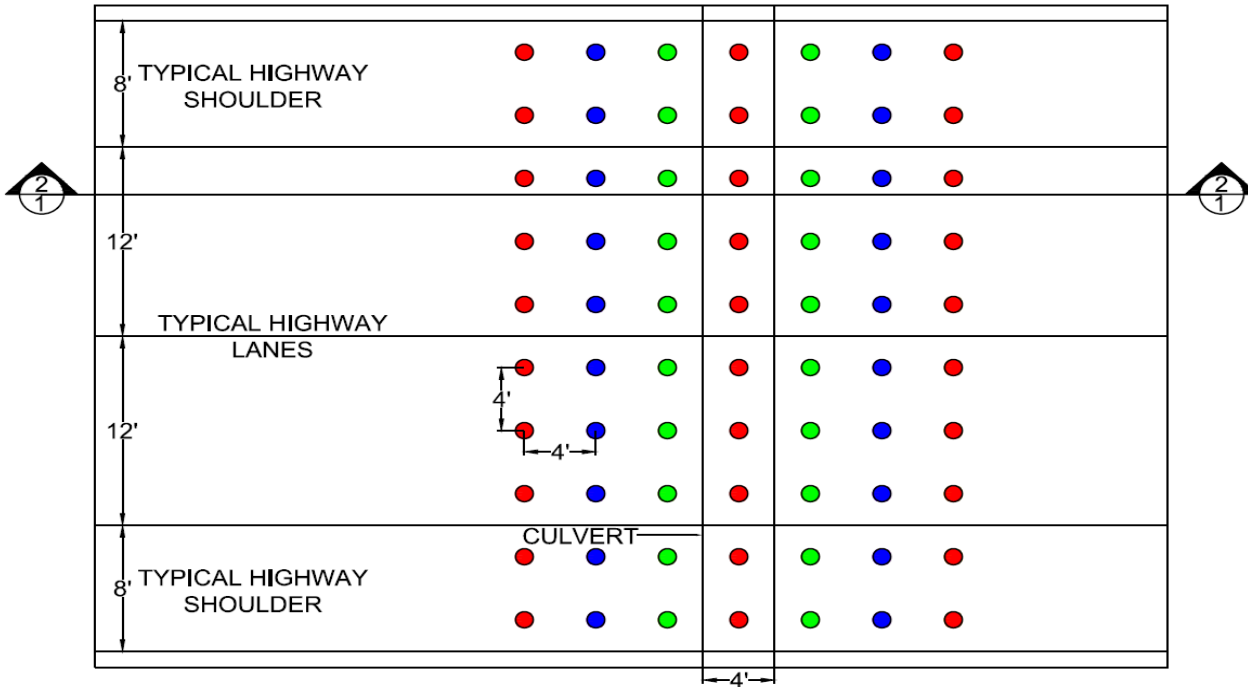 8' TYPICAL HIGHWAY
SHOULDER
2
1
2
1
12'
TYPICAL HIGHWAY
LANES
4'
12'
4'
CULVERT
8' TYPICAL HIGHWAY
SHOULDER
4'